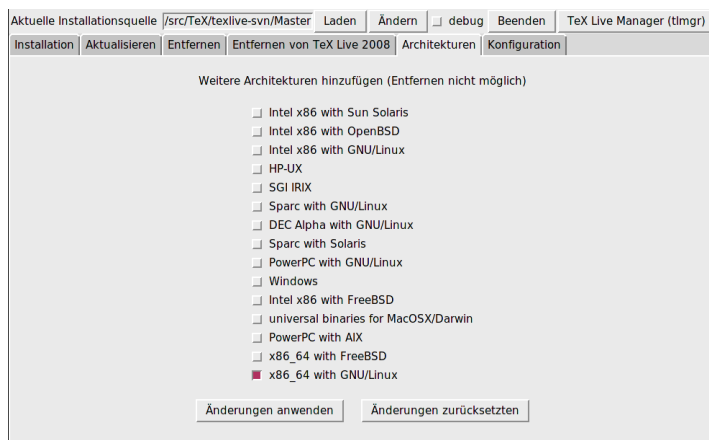 Aktuelle Installationsquelle /src/TeX/texlive-svn/Master Laden Ändern debug Beenden TeX Live Manager (tlmgr)
Installation Aktualisieren Entfernen Entfernen von TeX Live 2008 Architekturen Konfiguration
Weitere Architekturen hinzufügen (Entfernen nicht möglich)
Intel x86 with Sun Solaris
Intel x86 with OpenBSD
Intel x86 with GNU/Linux
HP-UX
SGI IRIX
Sparc with GNU/Linux
DEC Alpha with GNU/Linux
Sparc with Solaris
PowerPC with GNU/Linux
Windows
Intel x86 with FreeBSD
universal binaries for MacOSX/Darwin
PowerPC with AIX
x86_64 with FreeBSD
x86_64 with GNU/Linux
Änderungen anwenden Änderungen zurücksetzten